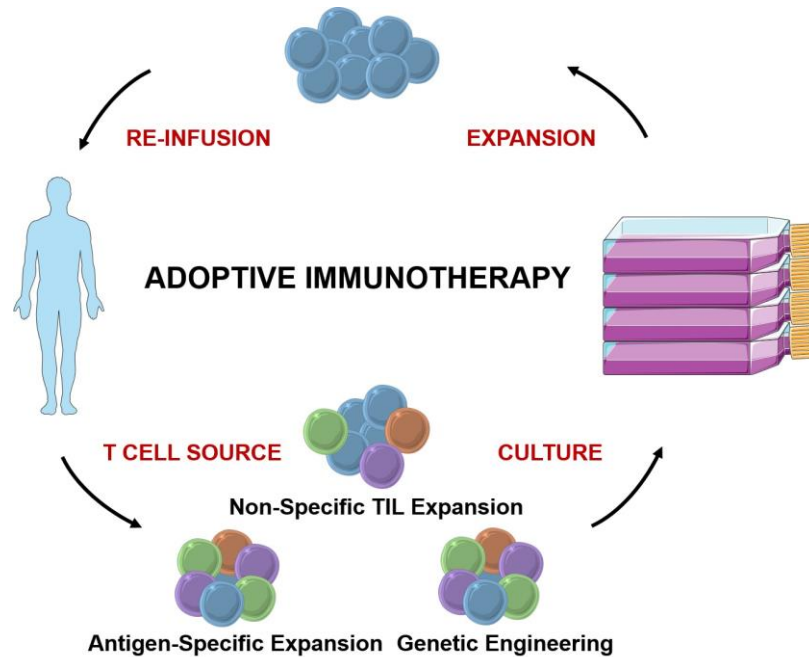 RE-INFUSION
EXPANSION
ADOPTIVE IMMUNOTHERAPY
T CELL SOURCE
CULTURE
Non-Specific TIL Expansion
Antigen-Specific Expansion
Genetic Engineering